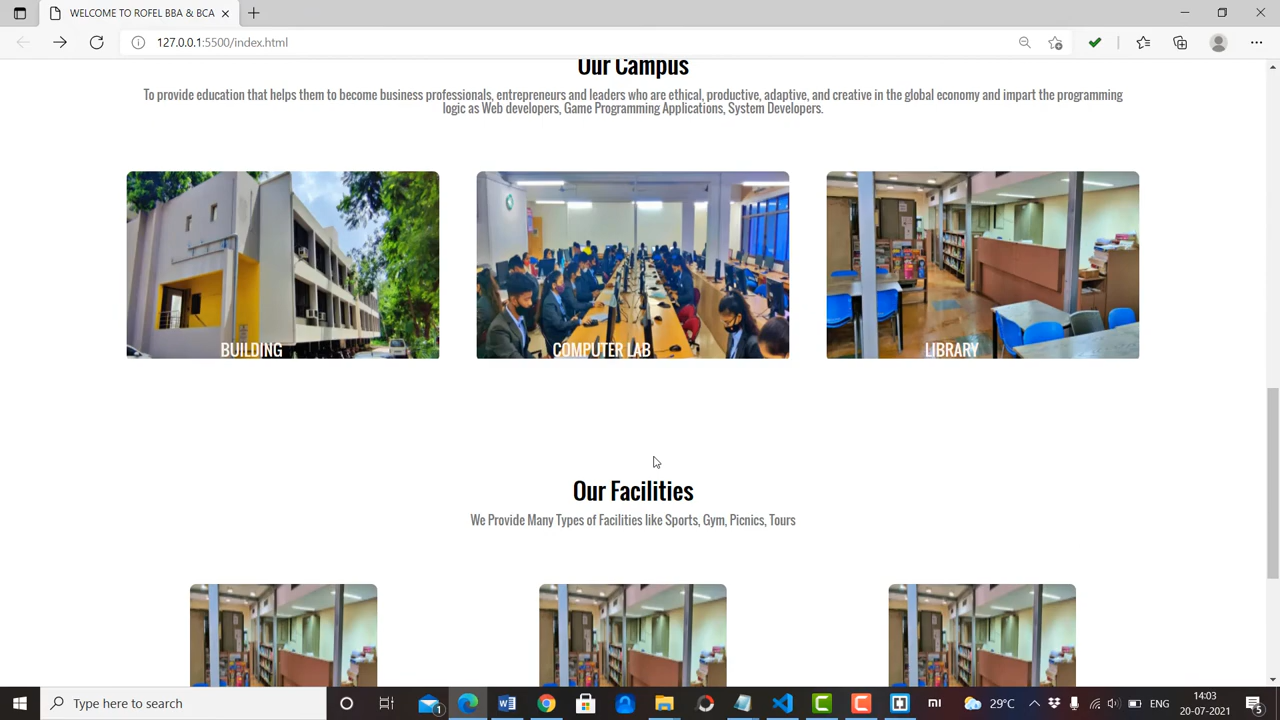 WELCOME TO ROFEL BBA & BCA
127.0.0.1:5500/index.html
Our Campus
To provide education that helps them to become business professionals, entrepreneurs and leaders who are ethical, productive, adaptive, and creative in the global economy and impart the programming
logic as Web developers, Game Programming Applications, System Developers.
BUILDING
COMPUTER LAB
LIBRARY
Our Facilities
We Provide Many Types of Facilities like Sports, Gym, Picnics, Tours
Type here to search
1
29°C
ENG
14:03
20-07-2021
5